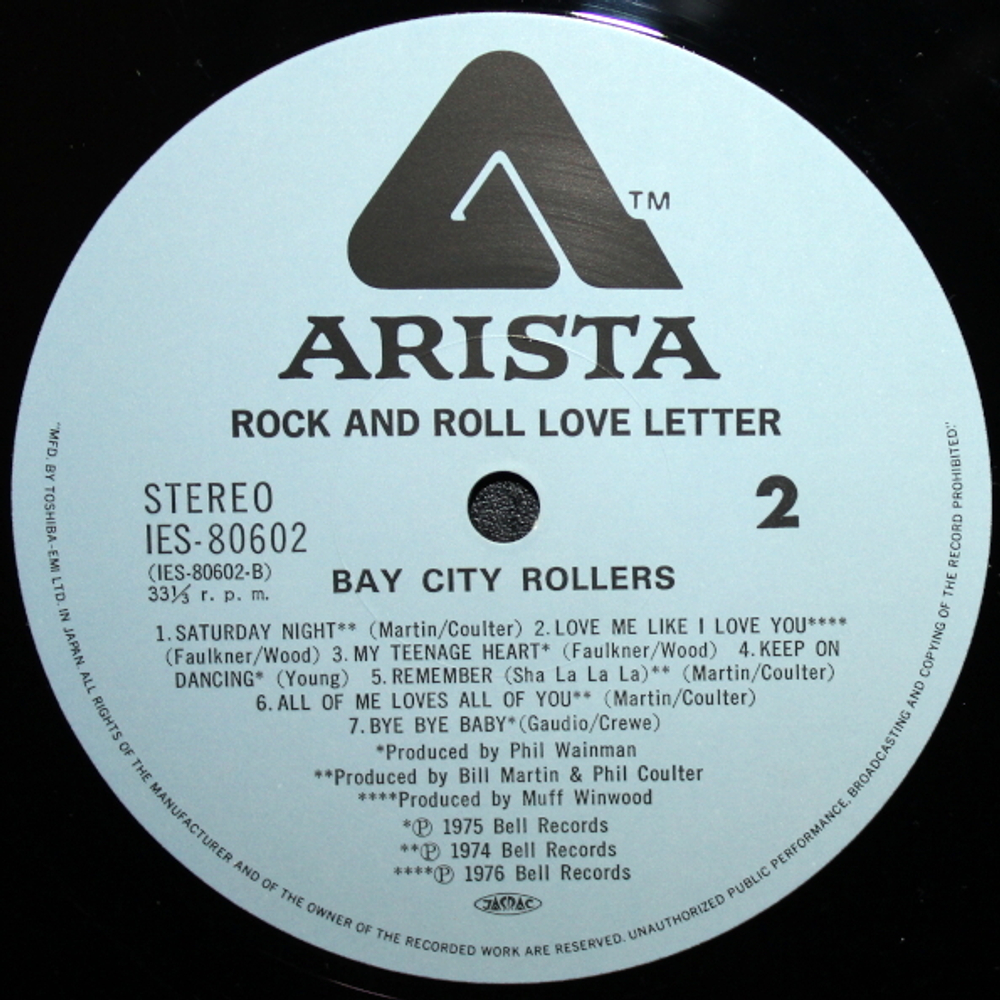 TM
ARISTA
ROCK AND ROLL LOVE LETTER
STEREO
IES-80602
(IES-80602-B)
33⅓ r. p. m.
2
BAY CITY ROLLERS
1. SATURDAY NIGHT** (Martin/Coulter) 2. LOVE ME LIKE I LOVE YOU****
(Faulkner/Wood) 3. MY TEENAGE HEART* (Faulkner/Wood) 4. KEEP ON
DANCING* (Young) 5. REMEMBER (Sha La La La)** (Martin/Coulter)
6. ALL OF ME LOVES ALL OF YOU** (Martin/Coulter)
7. BYE BYE BABY* (Gaudio/Crewe)
*Produced by Phil Wainman
**Produced by Bill Martin & Phil Coulter
****Produced by Muff Winwood
*℗ 1975 Bell Records
**℗ 1974 Bell Records
****℗ 1976 Bell Records
JASRAC
"MFD. BY TOSHIBA-EMI LTD. IN JAPAN. ALL RIGHTS OF THE MANUFACTURER AND OF THE OWNER OF THE RECORDED WORK ARE RESERVED. UNAUTHORIZED PUBLIC PERFORMANCE, BROADCASTING AND COPYING OF THE RECORD PROHIBITED."